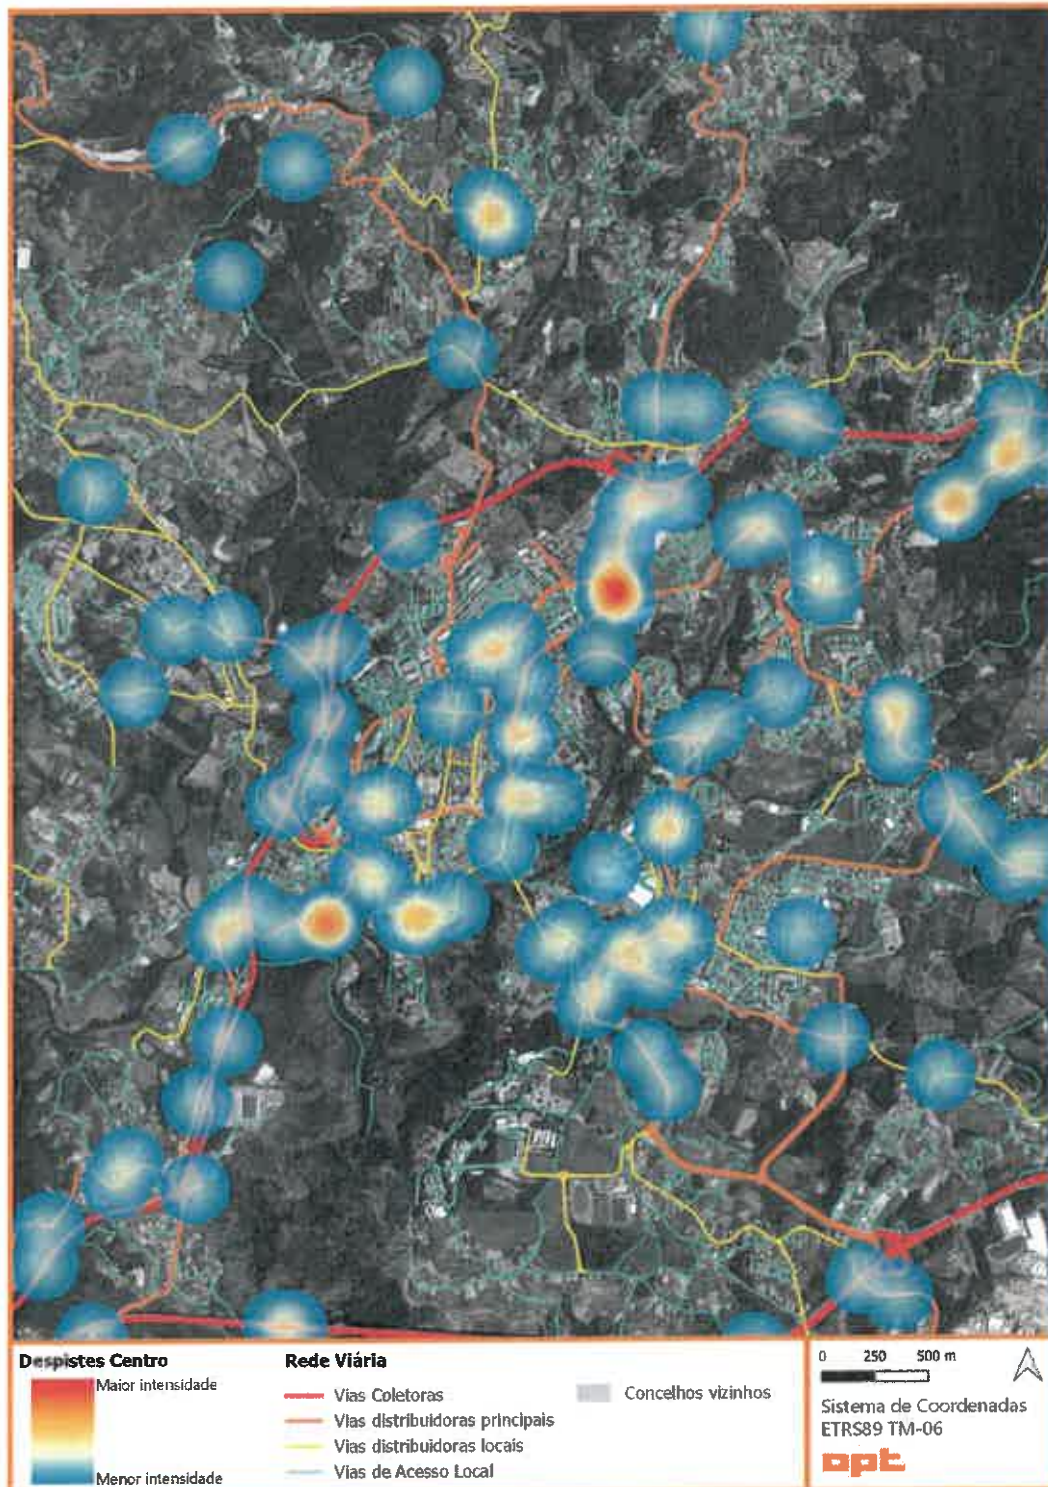 Despistes Centro
Maior intensidade
Menor intensidade
Rede Viária
Vias Coletoras
Vias distribuidoras principais
Vias distribuidoras locais
Vias de Acesso Local
Concelhos vizinhos
0 250 500 m
Sistema de Coordenadas
ETRS89 TM-06
opt